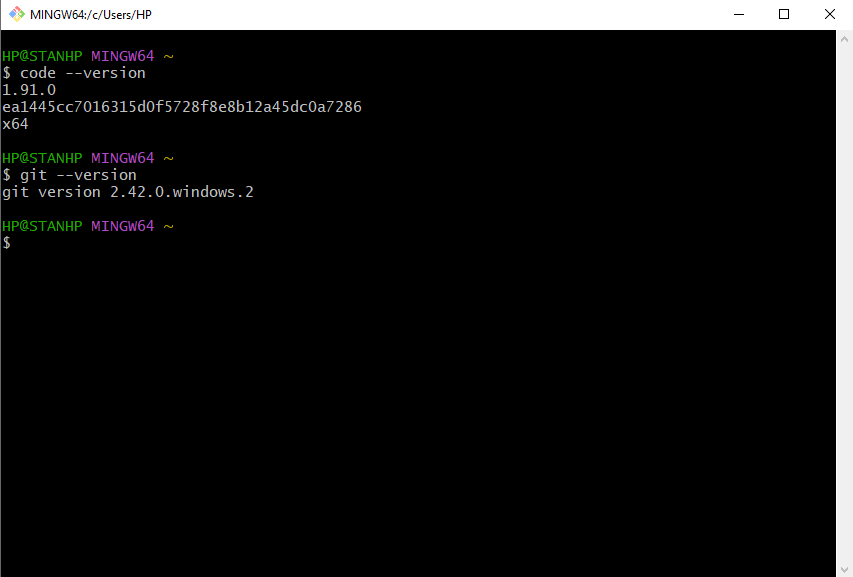 MINGW64:/c/Users/HP
HP@STANHP MINGW64 ~
$ code --version
1.91.0
ea1445cc7016315d0f5728f8e8b12a45dc0a7286
x64
HP@STANHP MINGW64 ~
$ git --version
git version 2.42.0.windows.2
HP@STANHP MINGW64 ~
$